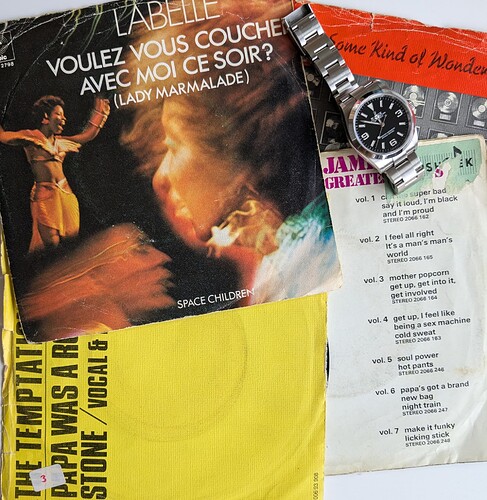 LABELLE
VOULEZ VOUS COUCHE
AVEC MOI CE SOIR?
(LADY MARMALADE)
2793
SPACE CHILDREN
Some Kind of Wonder
JAM
GREATE
vol. 1
super bad
say it loud, I'm black
and I'm proud
STEREO 2066 162
vol. 2 I feel all right
It's a man's man's
world
STEREO 2066 165
vol. 3 mother popcorn
get up, get into it,
get involved
STEREO 2066 164
vol. 4 get up, I feel like
being a sex machine
cold sweat
STEREO 2066 163
vol. 5 soul power
hot pants
STEREO 2066 246
vol. 6 papa's got a brand
new bag
night train
STEREO 2066 247
vol. 7 make it funky
licking stick
STEREO 2066 248
THE TEMPTATI
PAPA WAS A RO
STONE / VOCAL &
3